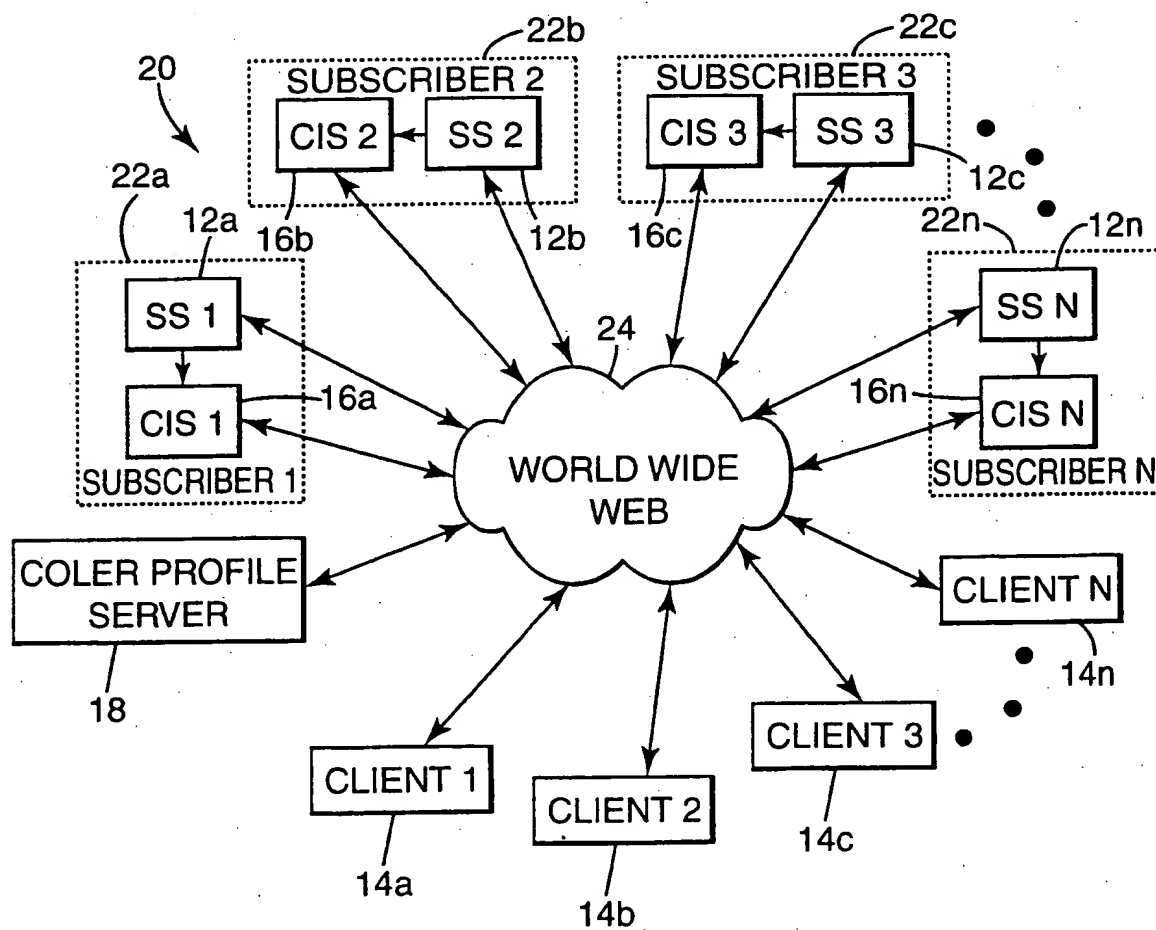 22b
22c
20
SUBSCRIBER 2
SUBSCRIBER 3
CIS 2
SS 2
CIS 3
SS 3
22a
12a
16b
12b
16c
12c
22n
12n
SS 1
SS N
24
16a
16n
CIS 1
CIS N
SUBSCRIBER 1
SUBSCRIBER N
WORLD WIDE
WEB
COLER PROFILE
SERVER
CLIENT N
18
14n
CLIENT 3
CLIENT 1
CLIENT 2
14c
14a
14b